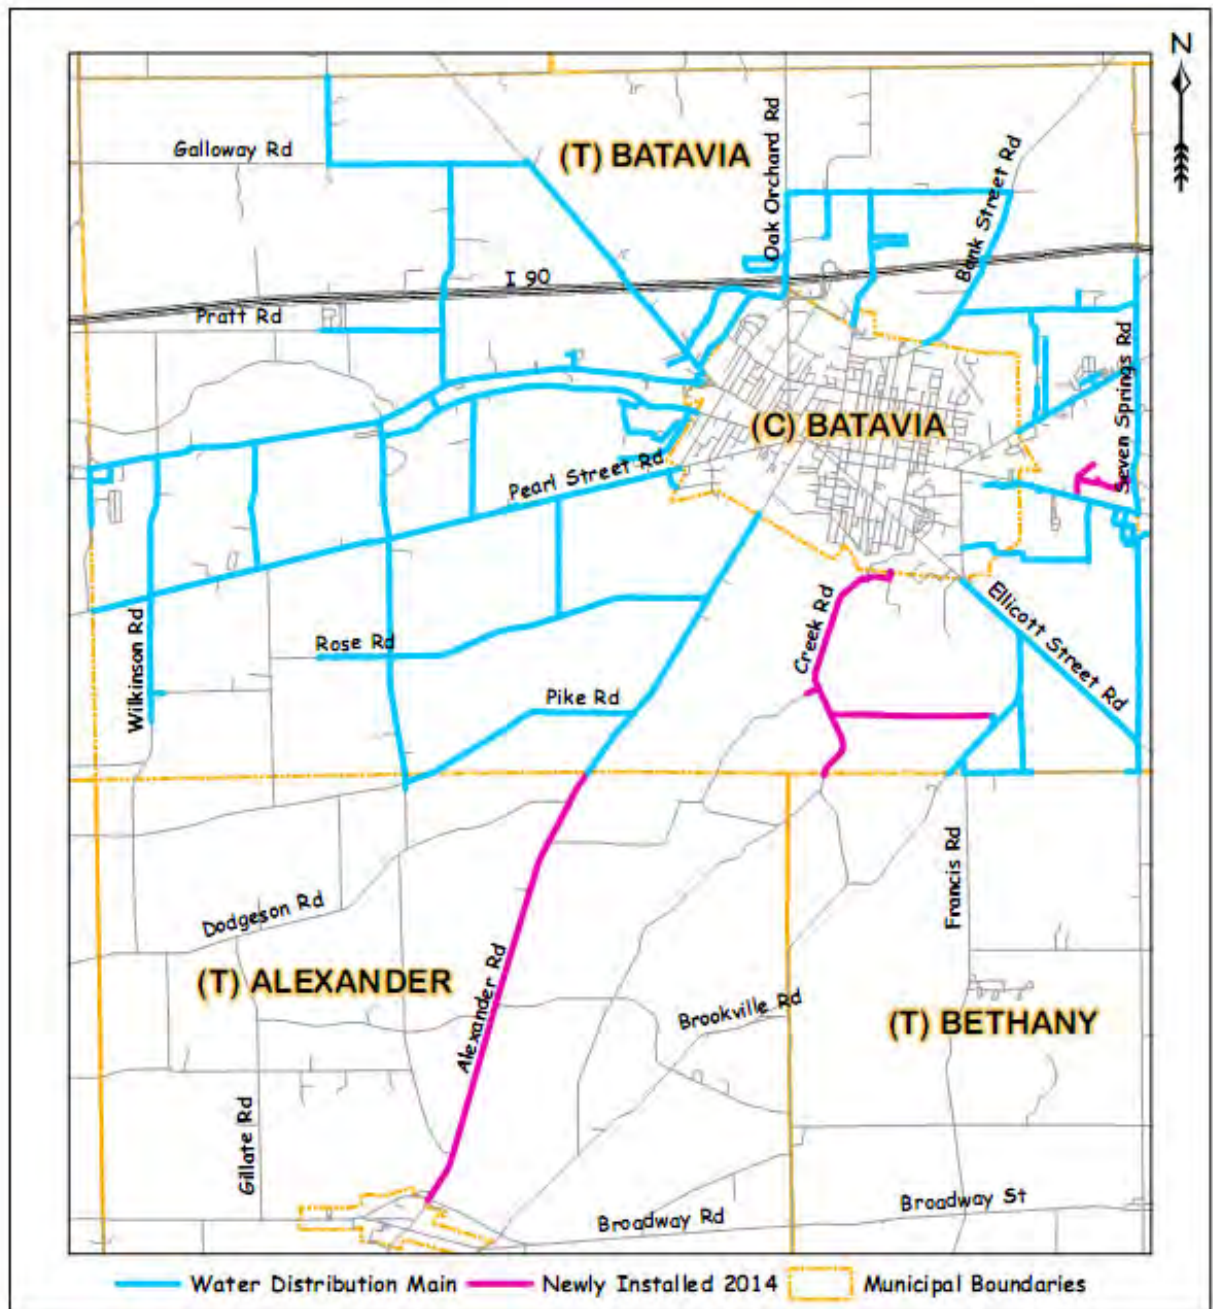 N
Galloway Rd
(T) BATAVIA
Oak Orchard Rd
Bank Street Rd
I 90
Pratt Rd
Seven Springs Rd
(C) BATAVIA
Pearl Street Rd
Wilkinson Rd
Rose Rd
Creek Rd
Ellicott Street Rd
Pike Rd
Dodgeson Rd
Francis Rd
(T) ALEXANDER
Alexander Rd
Brookville Rd
(T) BETHANY
Gillate Rd
Broadway Rd
Broadway St
Water Distribution Main
Newly Installed 2014
Municipal Boundaries